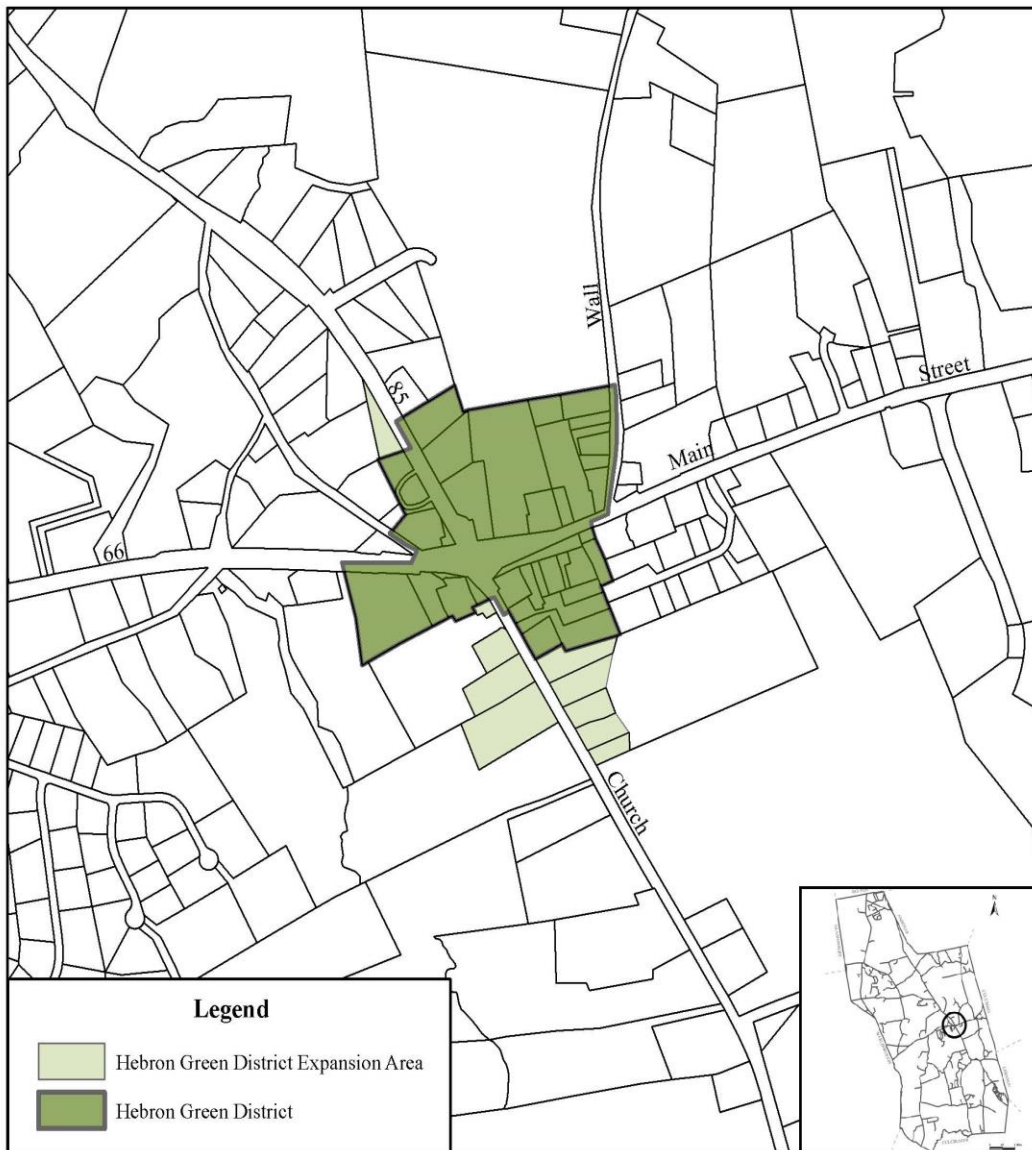 Wall
85
Street
Main
66
Church
Legend
Hebron Green District Expansion Area
Hebron Green District
N